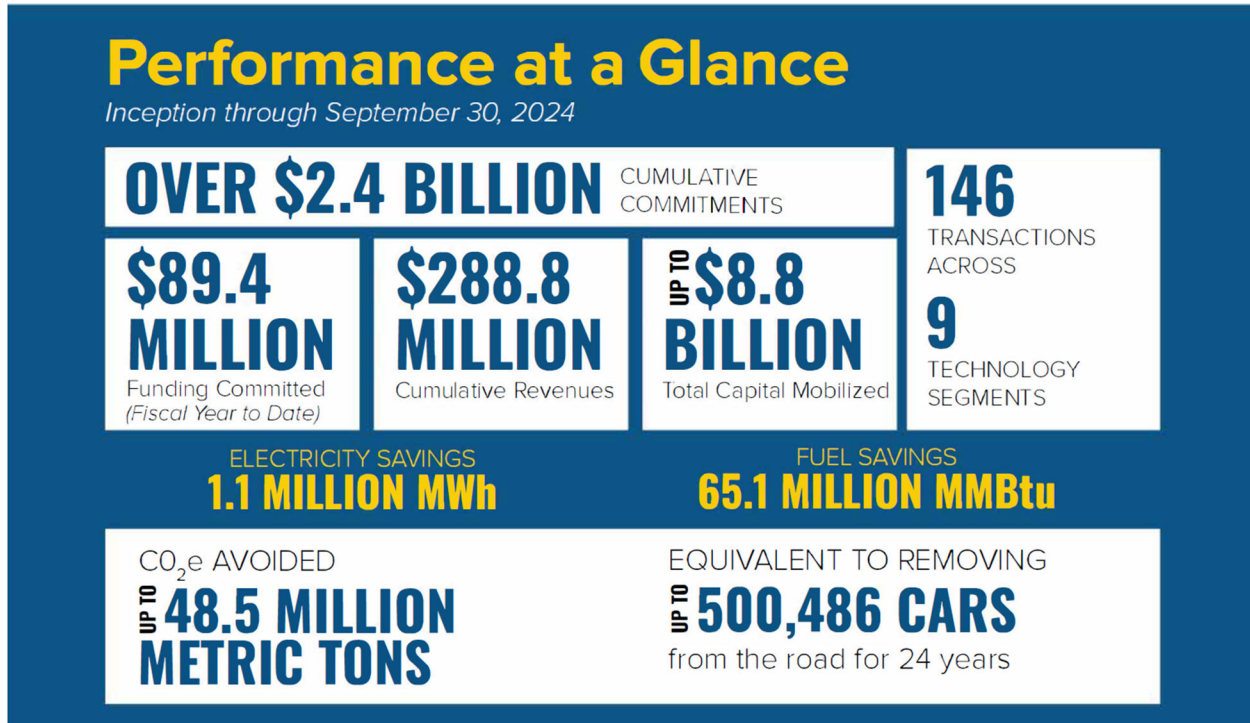 Performance at a Glance
Inception through September 30, 2024
OVER $2.4 BILLION
CUMULATIVE
COMMITMENTS
$89.4
MILLION
Funding Committed
(Fiscal Year to Date)
$288.8
MILLION
Cumulative Revenues
UP TO
$8.8
BILLION
Total Capital Mobilized
146
TRANSACTIONS
ACROSS
9
TECHNOLOGY
SEGMENTS
ELECTRICITY SAVINGS
1.1 MILLION MWh
FUEL SAVINGS
65.1 MILLION MMBtu
CO₂e AVOIDED
UP TO
48.5 MILLION
METRIC TONS
EQUIVALENT TO REMOVING
UP TO
500,486 CARS
from the road for 24 years